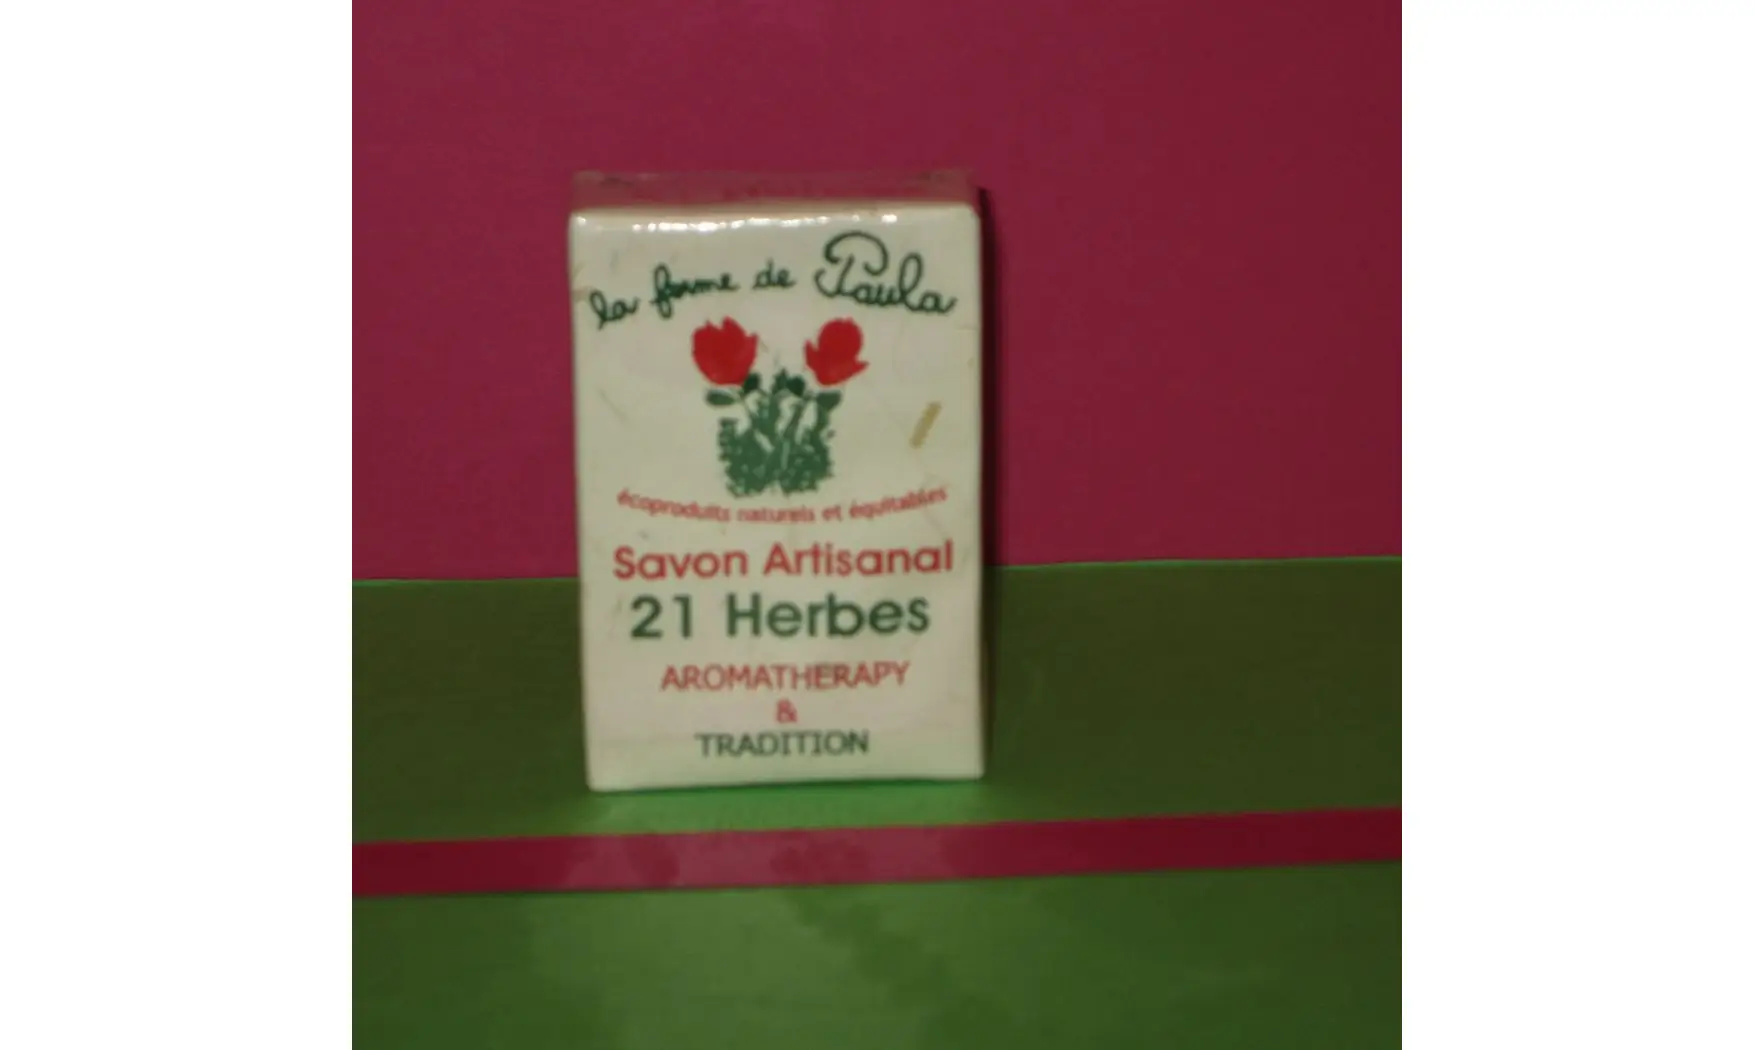 la ferme de Paula
écoproduits naturels et équitables
Savon Artisanal
21 Herbes
AROMATHERAPY
&
TRADITION